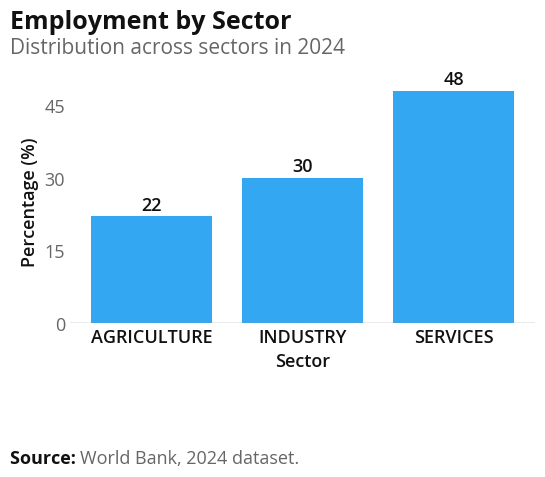 Employment by Sector
Distribution across sectors in 2024
Percentage (%)
45
30
15
0
22
30
48
AGRICULTURE
INDUSTRY
SERVICES
Sector
Source: World Bank, 2024 dataset.